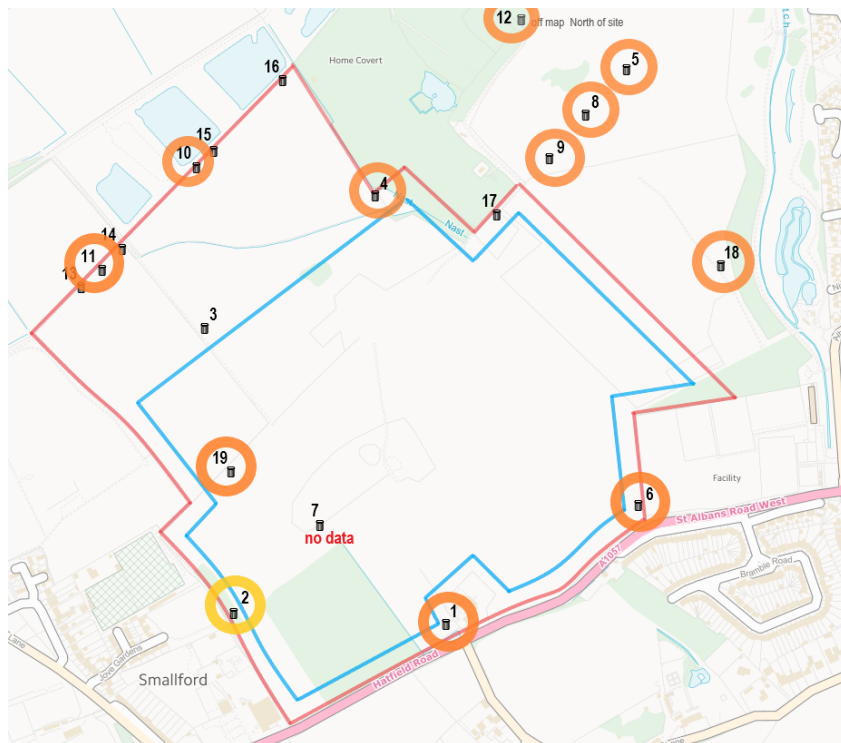 12 off map North of site
t.c.h.
Home Covert
16
5
8
15
10
9
4
17
Nast
14
11
13
18
3
19
Facility
6
7
no data
St Albans Road West
A1057
Bramble Road
2
1
Hatfield Road
Lane
Jove Gardens
Smallford